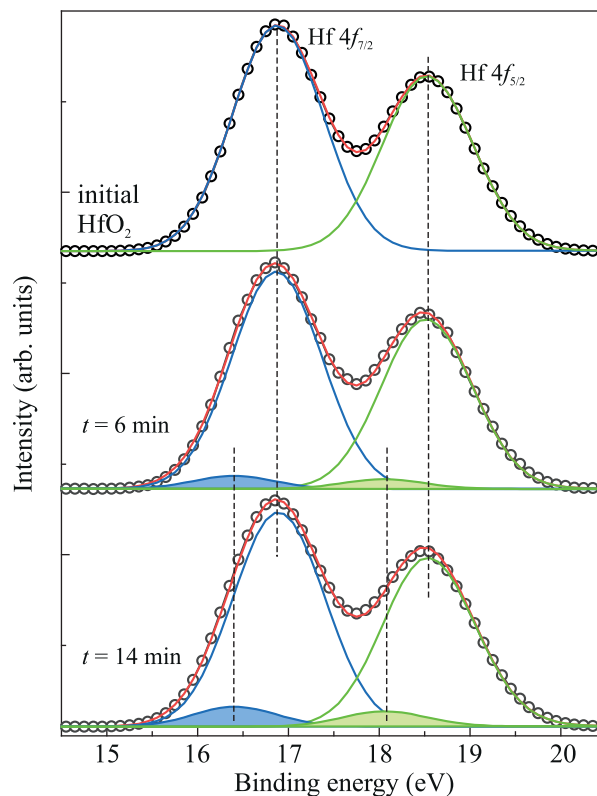 Hf 4f7/2
Hf 4f5/2
initial
HfO2
t = 6 min
t = 14 min
Intensity (arb. units)
15 16 17 18 19 20
Binding energy (eV)